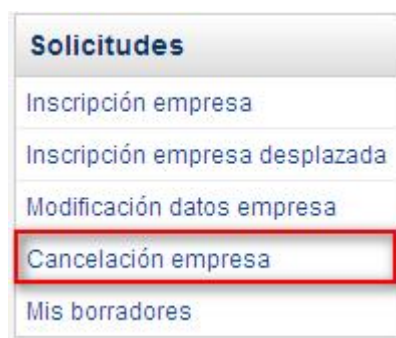 Solicitudes
Inscripción empresa
Inscripción empresa desplazada
Modificación datos empresa
Cancelación empresa
Mis borradores